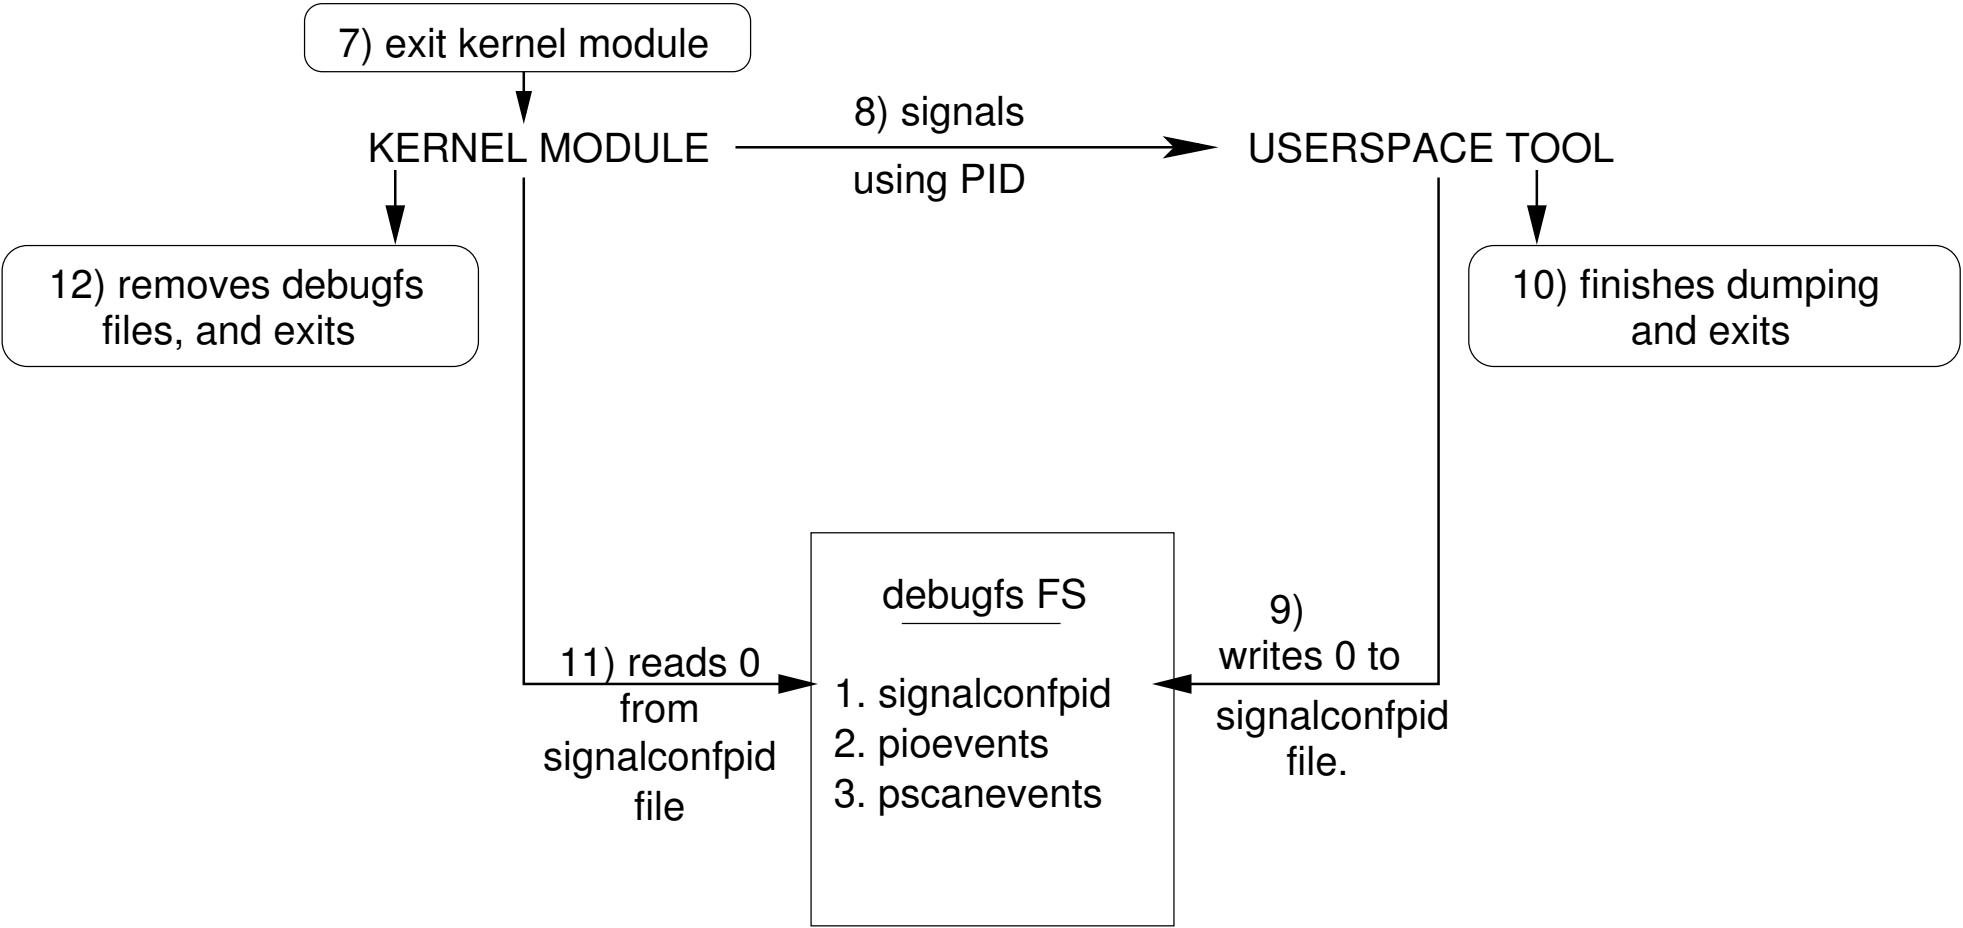 7) exit kernel module
8) signals
KERNEL MODULE
USERSPACE TOOL
using PID
12) removes debugfs
files, and exits
10) finishes dumping
and exits
debugfs FS
1. signalconfpid
2. pioevents
3. pscanevents
11) reads 0
from
signalconfpid
file
9)
writes 0 to
signalconfpid
file.